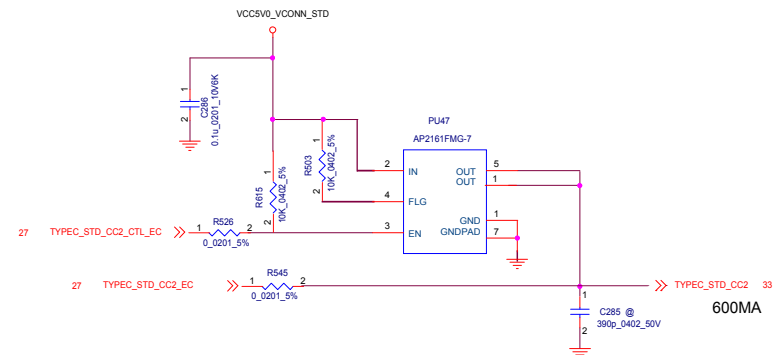 VCC5V0_VCONN_STD
1
C286
0.1u_0201_10V6K
2
PU47
AP2161FMG-7
1
R503
10K_0402_5%
2
1
R615
10K_0402_5%
2
2 IN OUT 5
OUT 1
4 FLG
GND 1
3 EN GNDPAD 7
27 TYPEC_STD_CC2_CTL_EC 1 R526 2
0_0201_5%
27 TYPEC_STD_CC2_EC 1 R545 2
0_0201_5%
TYPEC_STD_CC2 33
600MA
1
C285 @
390p_0402_50V
2